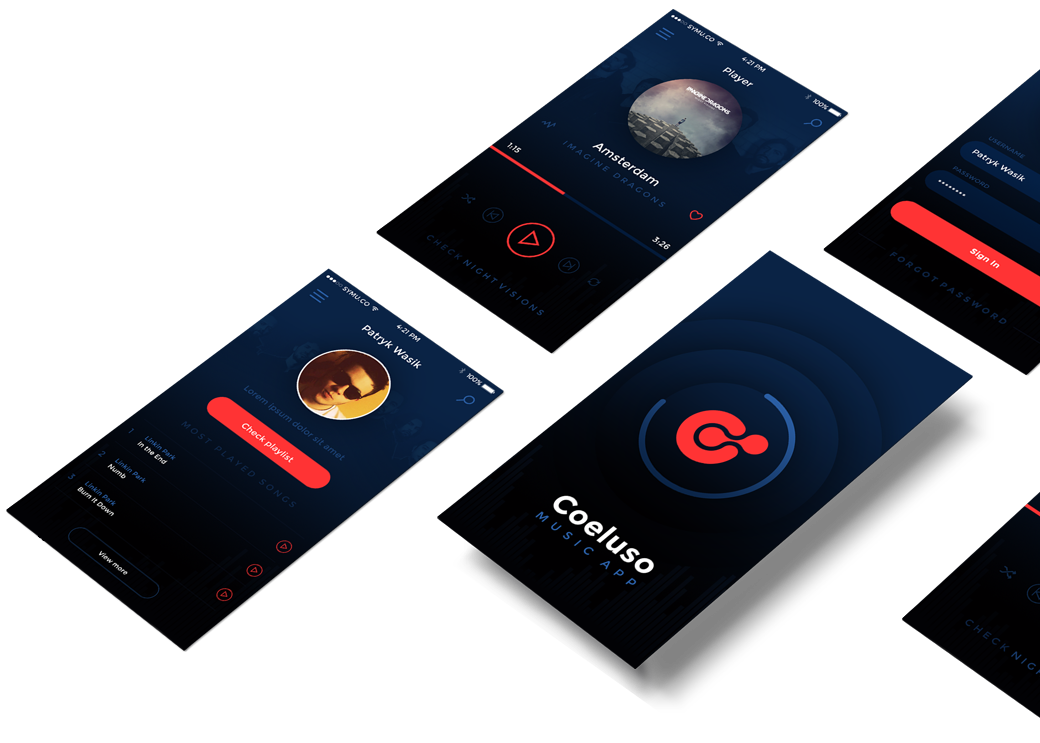 SYMU.CO
4:21 PM
100%
Player
IMAGINE DRAGONS
Amsterdam
IMAGINE DRAGONS
1:15
3:26
CHECK NIGHT VISIONS
USERNAME
Patryk Wasik
PASSWORD
••••••••
Sign In
FORGOT PASSWORD
SYMU.CO
4:21 PM
100%
Patryk Wasik
Lorem ipsum dolor sit amet
Check playlist
MOST PLAYED SONGS
1
Linkin Park
In the End
2
Linkin Park
Numb
3
Linkin Park
Burn It Down
View more
Coeluso
MUSIC APP
CHECK NIGH